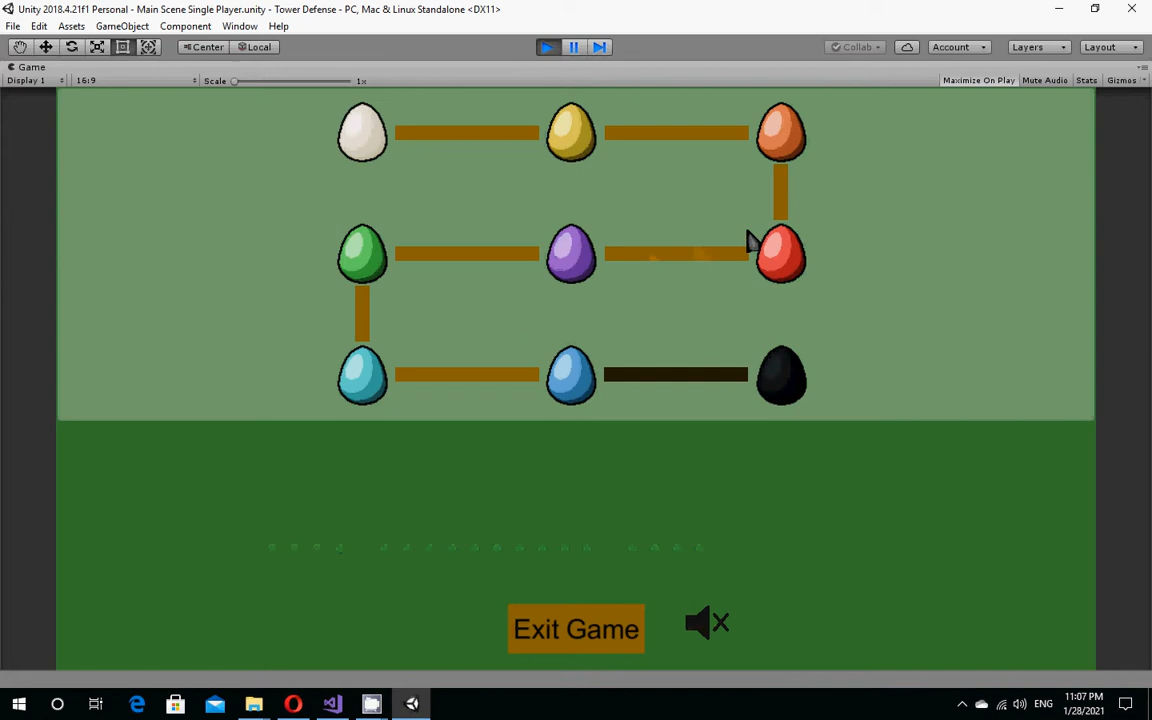 Unity 2018.4.21f1 Personal - Main Scene Single Player.unity - Tower Defense - PC, Mac & Linux Standalone <DX11>
File Edit Assets GameObject Component Window Help
Center Local Collab Account Layers Layout
Game
Display 1 16:9 Scale 1x Maximize On Play Mute Audio Stats Gizmos
Exit Game
ENG 11:07 PM
1/28/2021